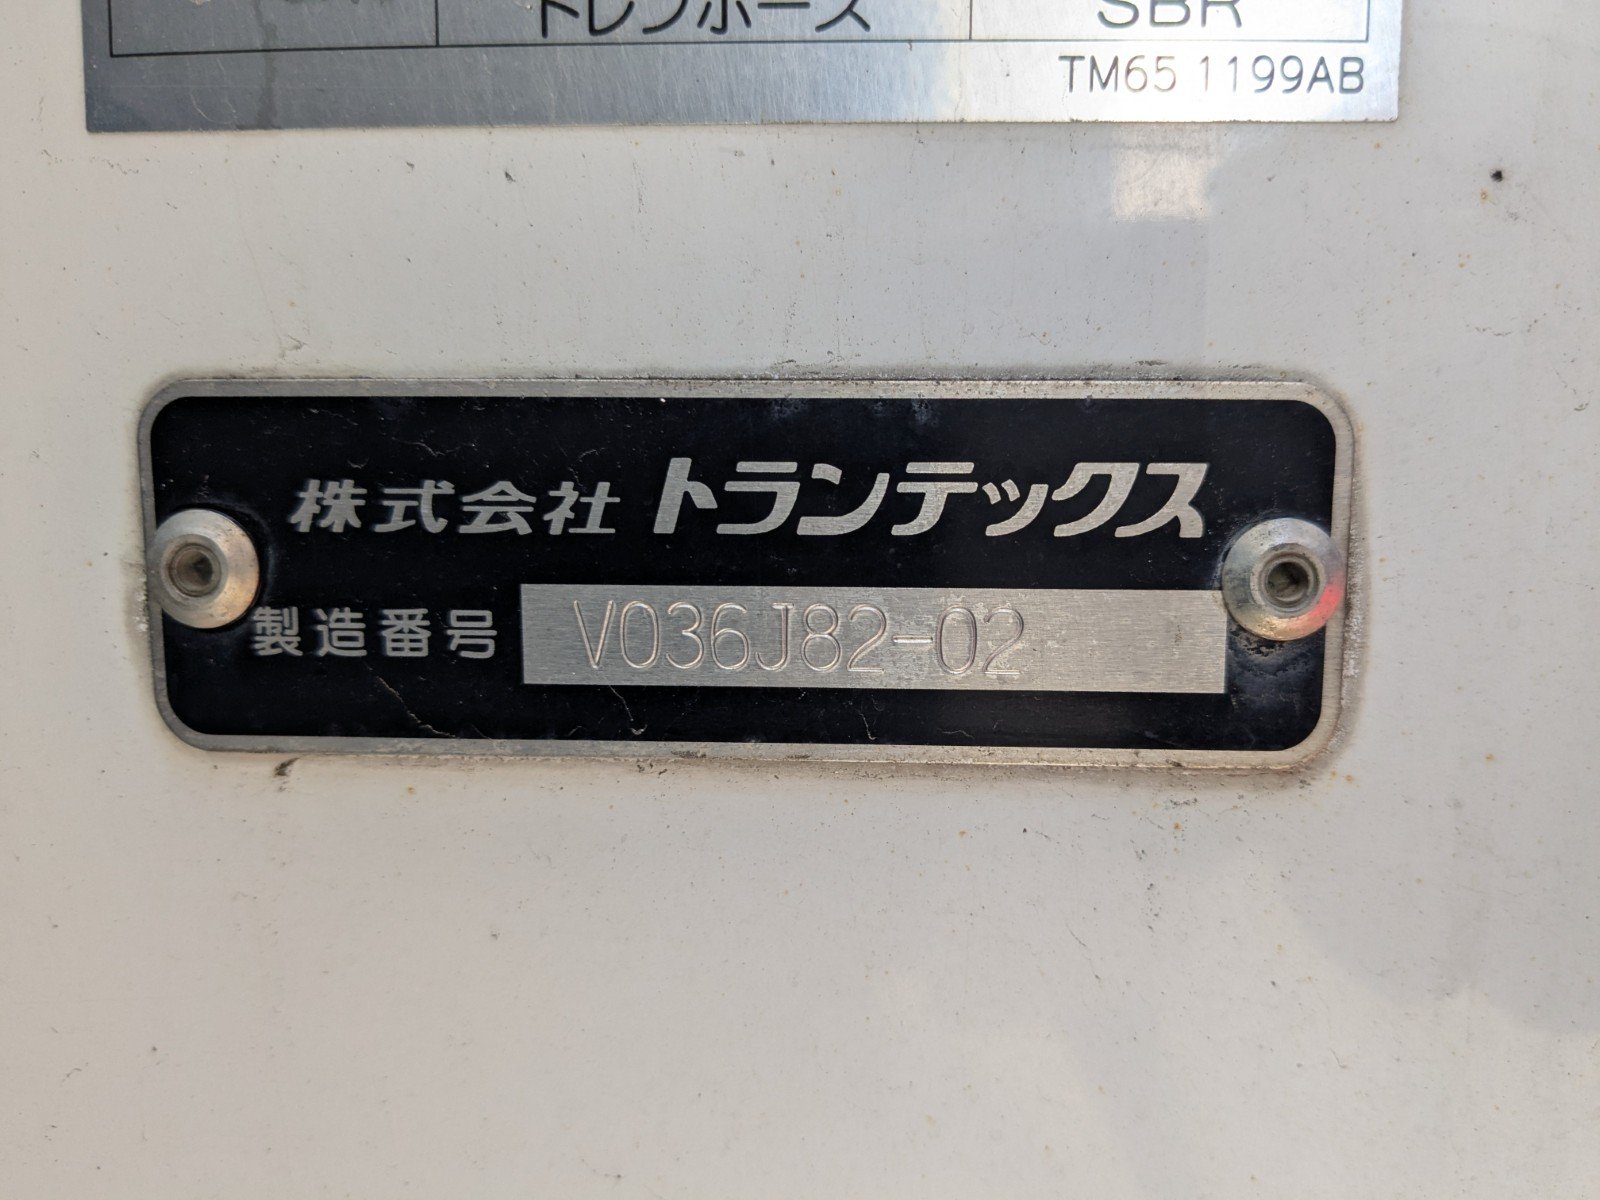 ドレンホース SBR
TM65 1199AB
株式会社 トランテックス
製造番号 V036J82-02